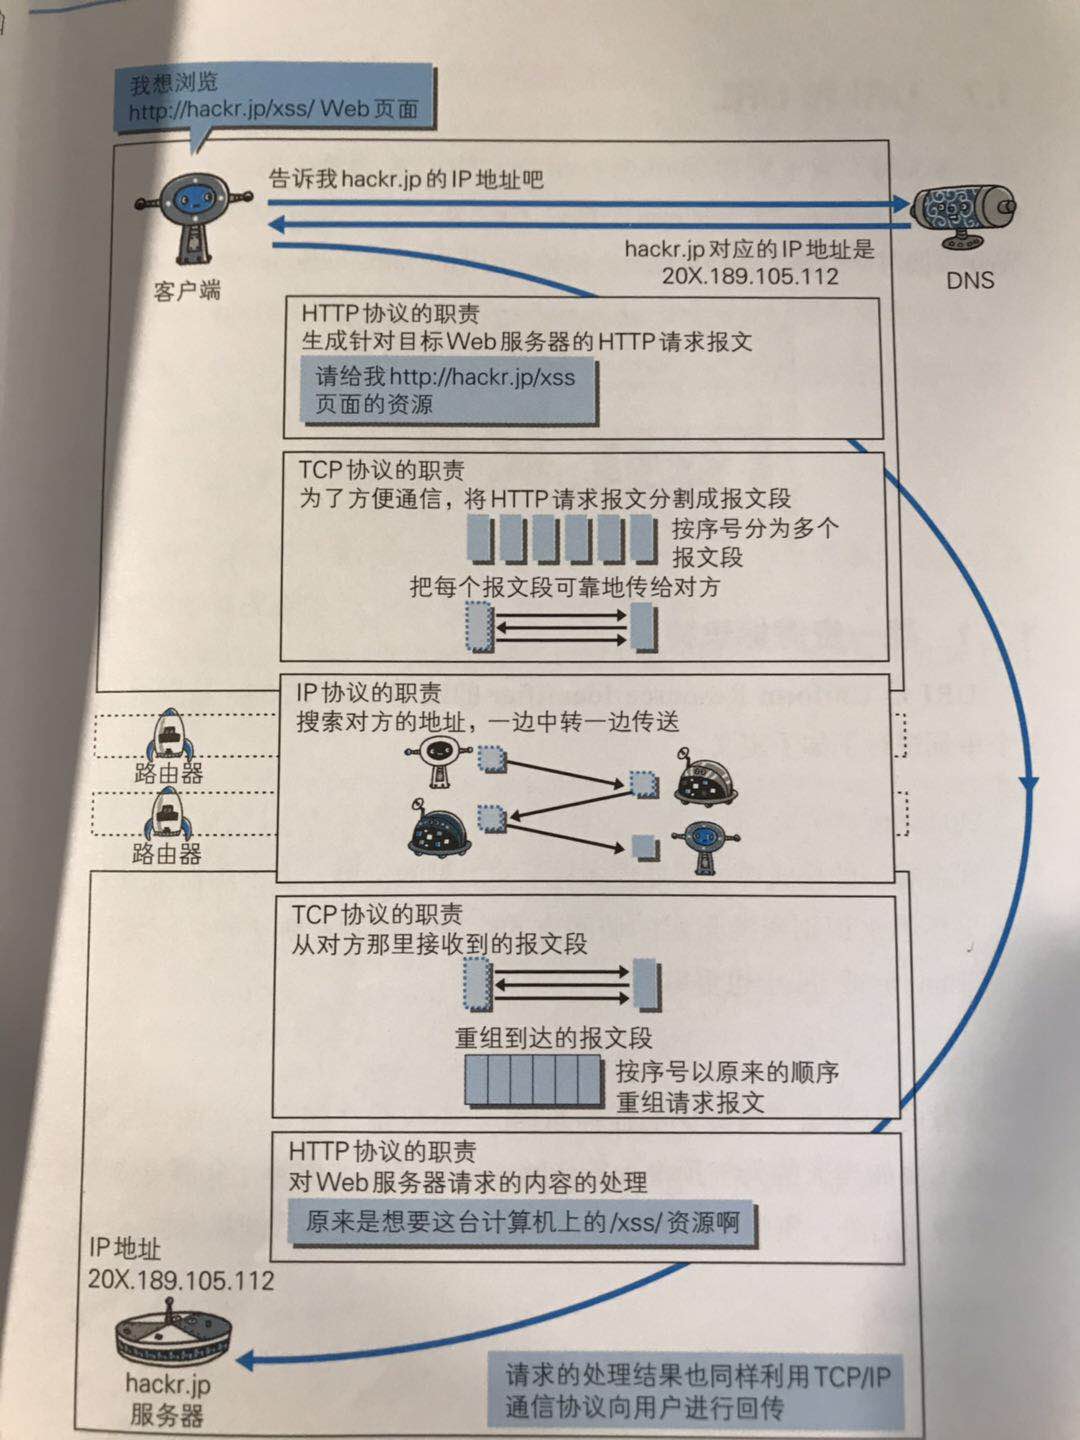 我想浏览
http://hackr.jp/xss/ Web页面
告诉我hackr.jp的IP地址吧
hackr.jp对应的IP地址是
20X.189.105.112
客户端
DNS
HTTP协议的职责
生成针对目标Web服务器的HTTP请求报文
请给我http://hackr.jp/xss
页面的资源
TCP协议的职责
为了方便通信，将HTTP请求报文分割成报文段
按序号分为多个
报文段
把每个报文段可靠地传给对方
IP协议的职责
搜索对方的地址，一边中转一边传送
路由器
路由器
TCP协议的职责
从对方那里接收到的报文段
重组到达的报文段
按序号以原来的顺序
重组请求报文
HTTP协议的职责
对Web服务器请求的内容的处理
原来是想要这台计算机上的/xss/资源啊
IP地址
20X.189.105.112
hackr.jp
服务器
请求的处理结果也同样利用TCP/IP
通信协议向用户进行回传